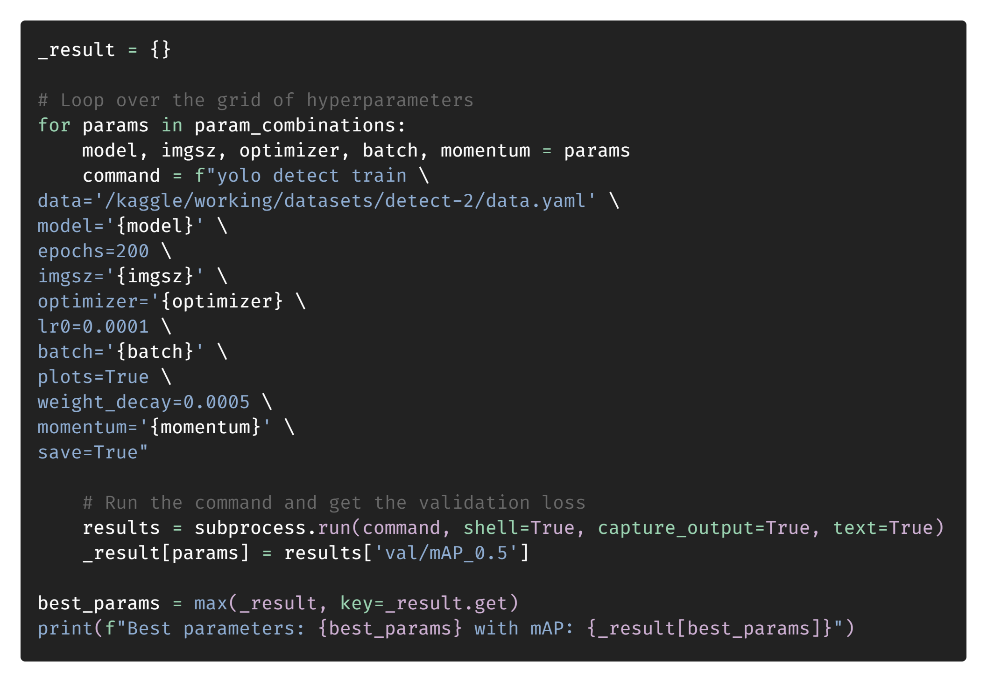 _result = {}
# Loop over the grid of hyperparameters
for params in param_combinations:
    model, imgsz, optimizer, batch, momentum = params
    command = f"yolo detect train \
data='/kaggle/working/datasets/detect-2/data.yaml' \
model='{model}' \
epochs=200 \
imgsz='{imgsz}' \
optimizer='{optimizer} \
lr0=0.0001 \
batch='{batch}' \
plots=True \
weight_decay=0.0005 \
momentum='{momentum}' \
save=True"
    # Run the command and get the validation loss
    results = subprocess.run(command, shell=True, capture_output=True, text=True)
    _result[params] = results['val/mAP_0.5']
best_params = max(_result, key=_result.get)
print(f"Best parameters: {best_params} with mAP: {_result[best_params]}")